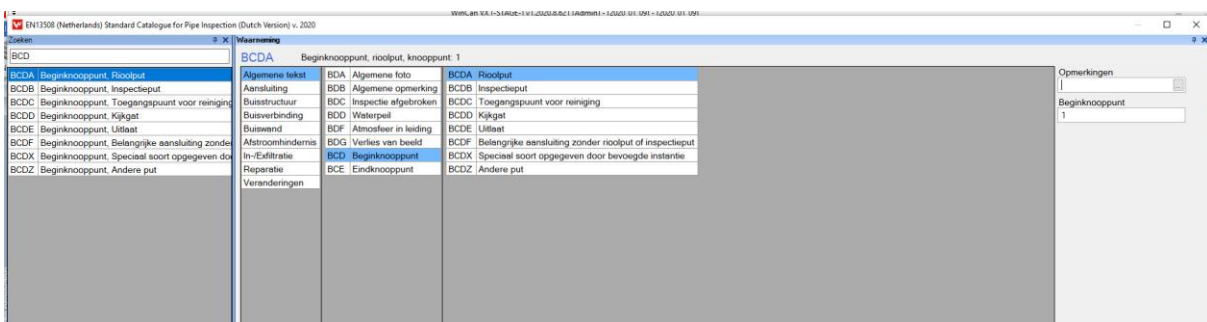 WinCan VX
EN13508 (Netherlands) Standard Catalogue for Pipe Inspection (Dutch Version) v. 2020
Zoeken
Waarneming
BCD
BCDA Beginknooppunt, rioolput, knooppunt: 1
BCDA Beginknooppunt, Rioolput
BCDB Beginknooppunt, Inspectieput
BCDC Beginknooppunt, Toegangspuunt voor reiniging
BCDD Beginknooppunt, Kijkgat
BCDE Beginknooppunt, Uitlaat
BCDF Beginknooppunt, Belangrijke aansluiting zonder
BCDX Beginknooppunt, Speciaal soort opgegeven do
BCDZ Beginknooppunt, Andere put
Algemene tekst
Aansluiting
Buisstructuur
Buisverbinding
Buiswand
Afstroomhindernis
In-/Exfiltratie
Reparatie
Veranderingen
BDA Algemene foto
BDB Algemene opmerking
BDC Inspectie afgebroken
BDD Waterpeil
BDF Atmosfeer in leiding
BDG Verlies van beeld
BCD Beginknooppunt
BCE Eindknooppunt
BCDA Rioolput
BCDB Inspectieput
BCDC Toegangspuunt voor reiniging
BCDD Kijkgat
BCDE Uitlaat
BCDF Belangrijke aansluiting zonder rioolput of inspectieput
BCDX Speciaal soort opgegeven door bevoegde instantie
BCDZ Andere put
Opmerkingen
...
Beginknooppunt
1